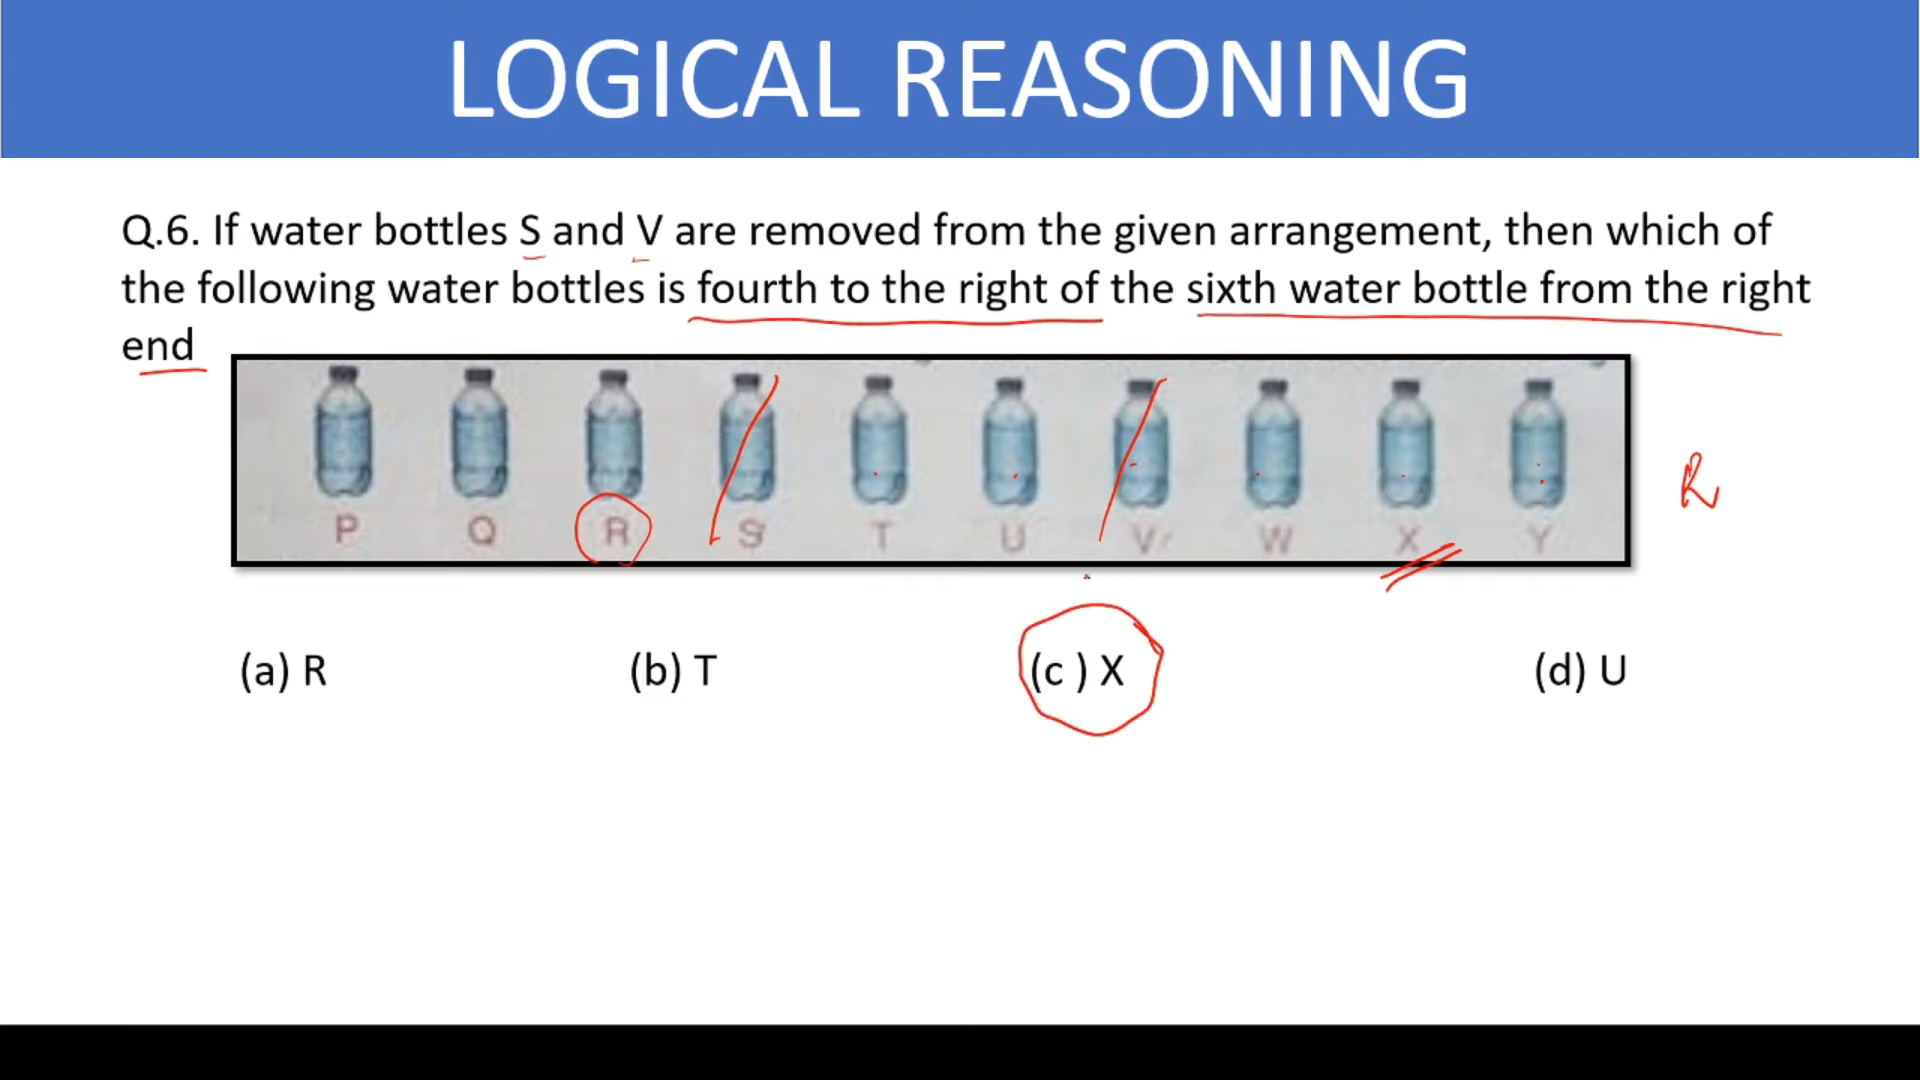 LOGICAL REASONING
Q.6. If water bottles S and V are removed from the given arrangement, then which of
the following water bottles is fourth to the right of the sixth water bottle from the right
end
P Q R S T U V W X Y
R
(a) R (b) T (c ) X (d) U